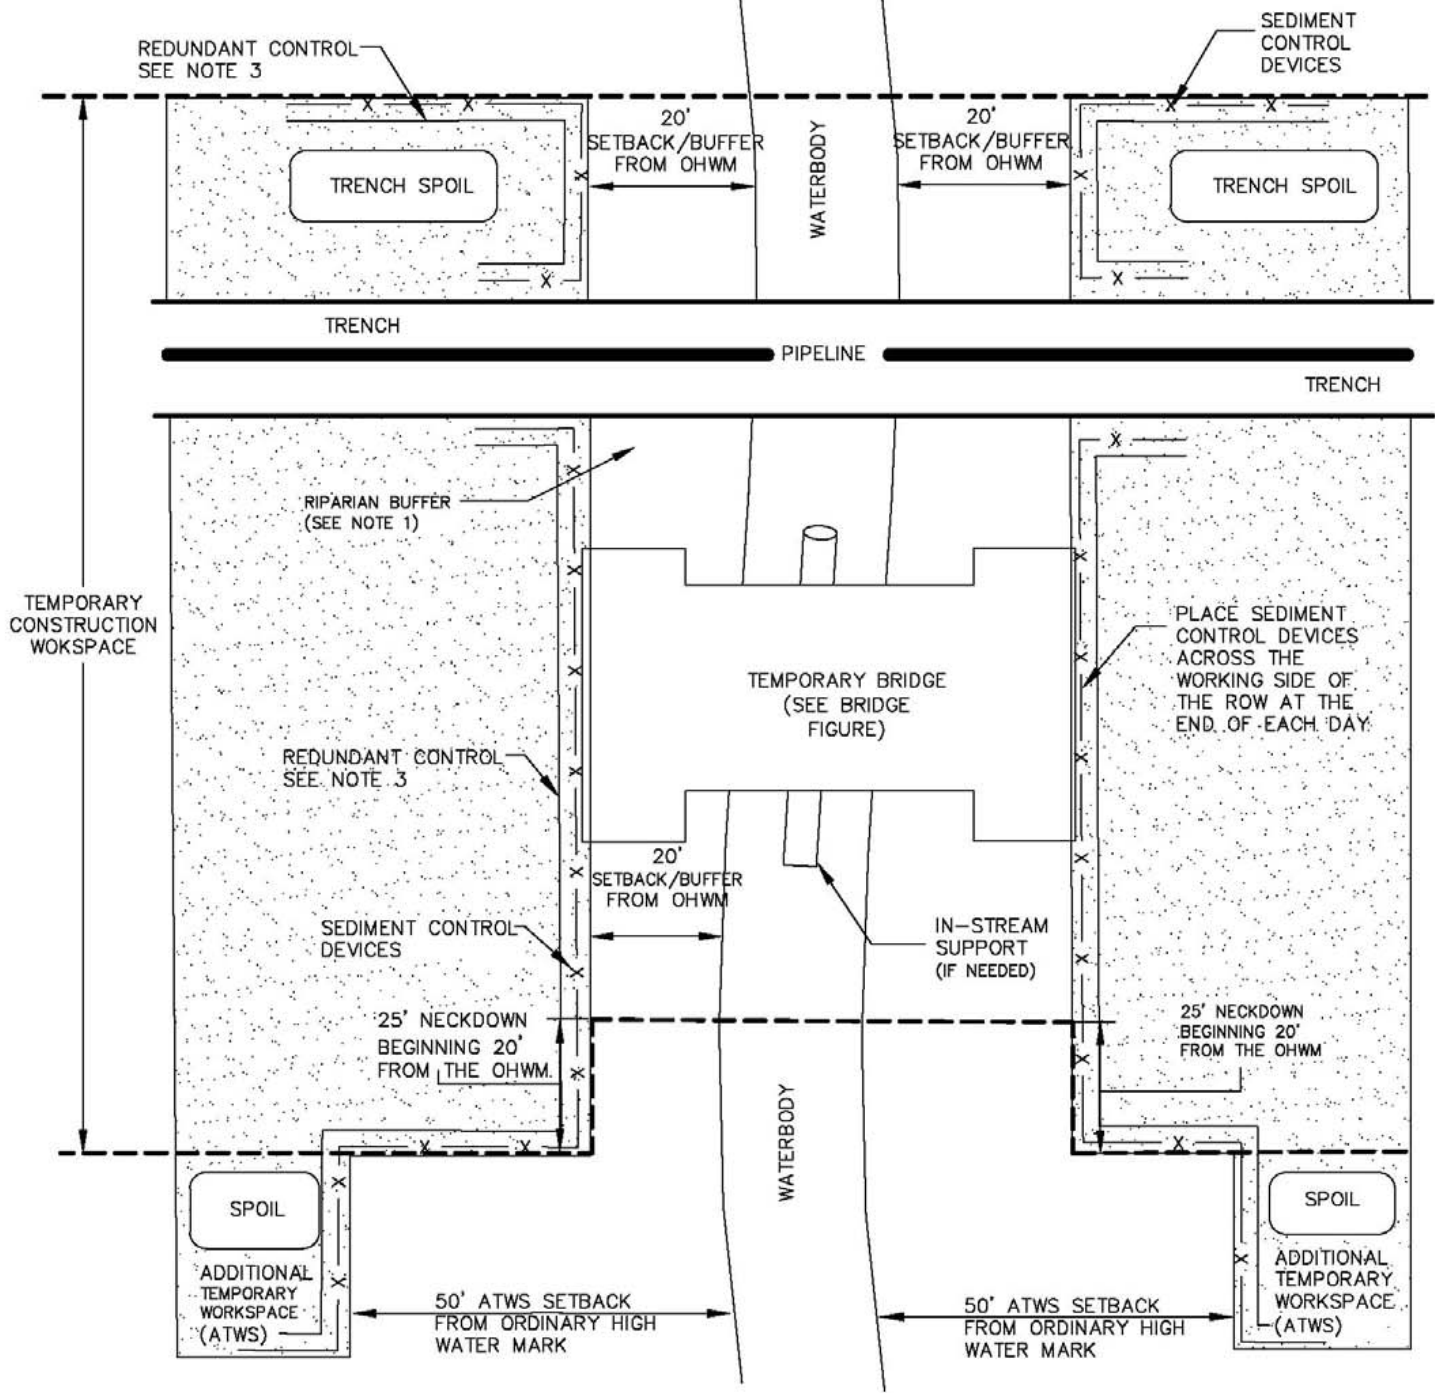 REDUNDANT CONTROL
SEE NOTE 3
SEDIMENT
CONTROL
DEVICES
20'
SETBACK/BUFFER
FROM OHWM
WATERBODY
20'
SETBACK/BUFFER
FROM OHWM
TRENCH SPOIL
TRENCH SPOIL
TRENCH
PIPELINE
TRENCH
RIPARIAN BUFFER
(SEE NOTE 1)
TEMPORARY
CONSTRUCTION
WOKSPACE
PLACE SEDIMENT
CONTROL DEVICES
ACROSS THE
WORKING SIDE OF
THE ROW AT THE
END OF EACH DAY
TEMPORARY BRIDGE
(SEE BRIDGE
FIGURE)
REDUNDANT CONTROL
SEE NOTE 3
20'
SETBACK/BUFFER
FROM OHWM
SEDIMENT CONTROL
DEVICES
IN-STREAM
SUPPORT
(IF NEEDED)
25' NECKDOWN
BEGINNING 20'
FROM THE OHWM.
25' NECKDOWN
BEGINNING 20'
FROM THE OHWM
WATERBODY
SPOIL
SPOIL
ADDITIONAL
TEMPORARY
WORKSPACE
(ATWS)
50' ATWS SETBACK
FROM ORDINARY HIGH
WATER MARK
50' ATWS SETBACK
FROM ORDINARY HIGH
WATER MARK
ADDITIONAL
TEMPORARY
WORKSPACE
(ATWS)